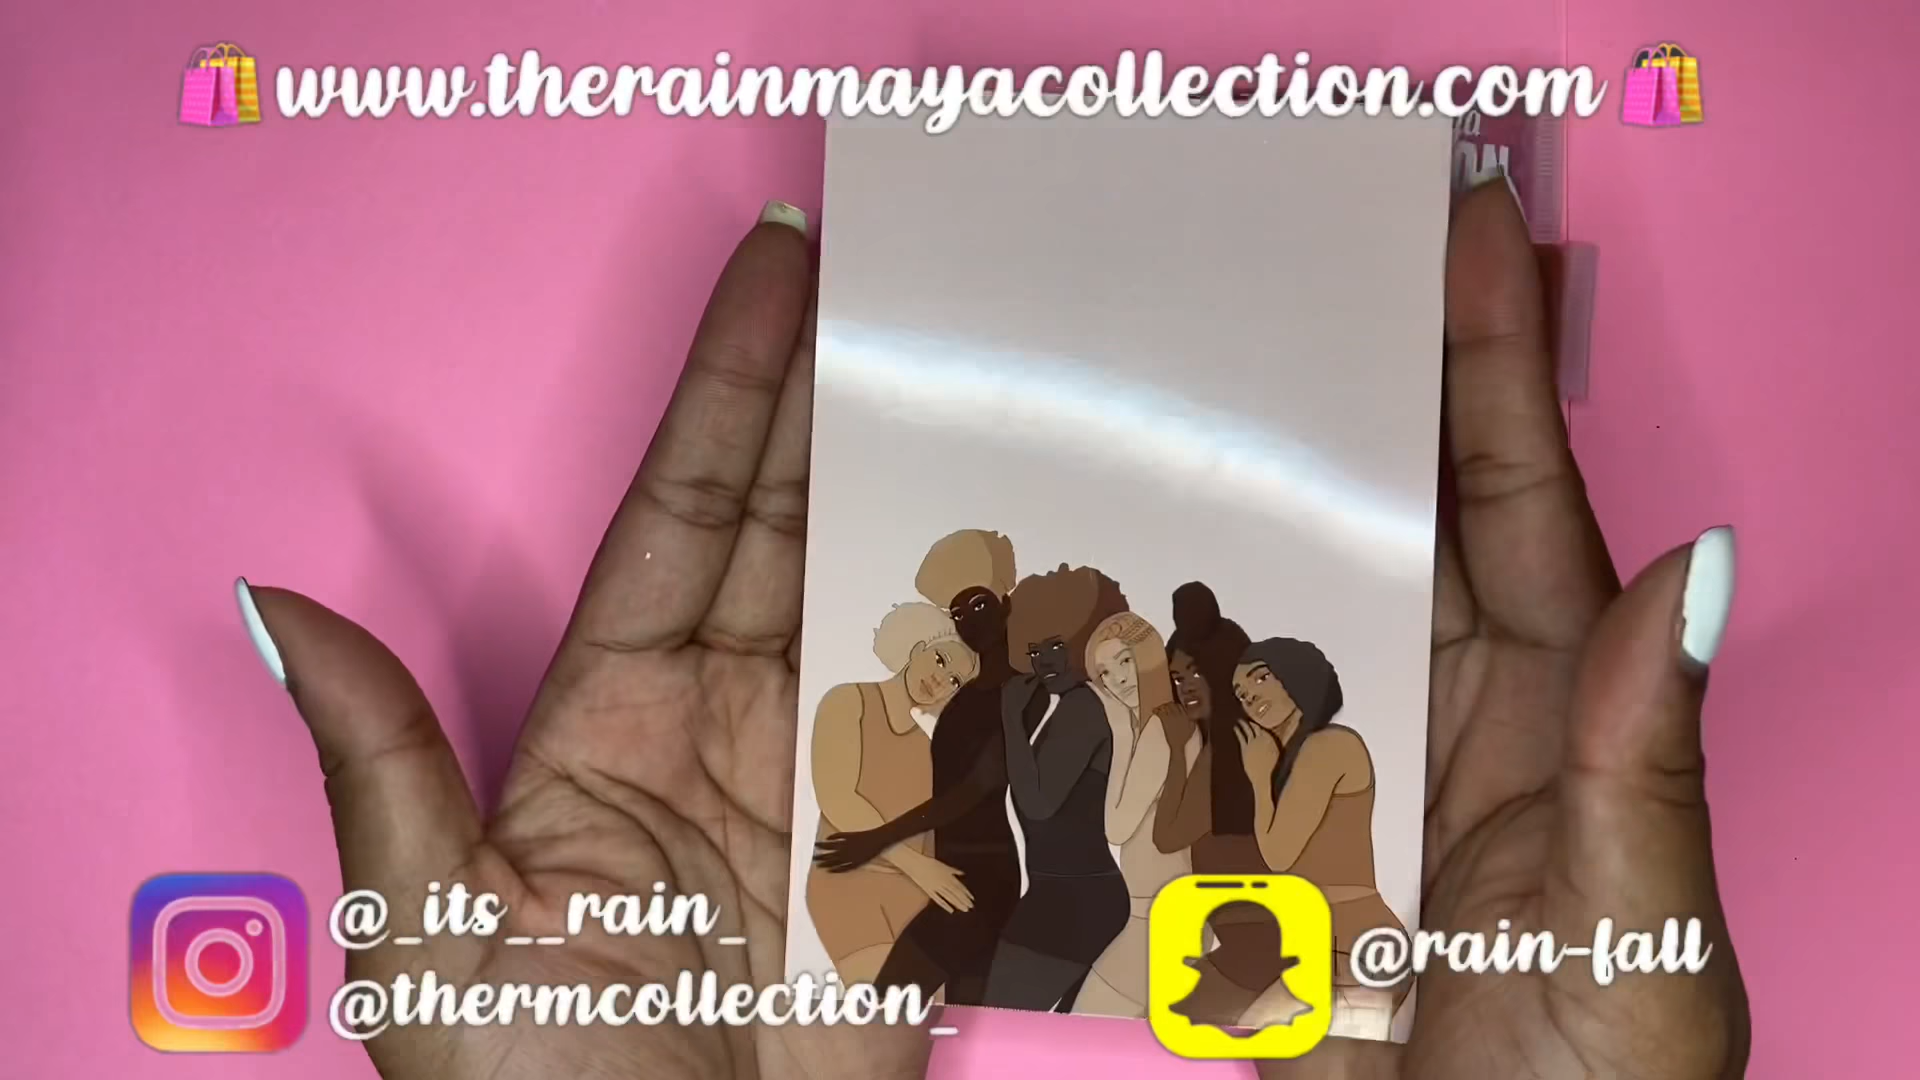 www.therainmayacollection.com
@_its__rain_
@thermcollection_
@rain-fall